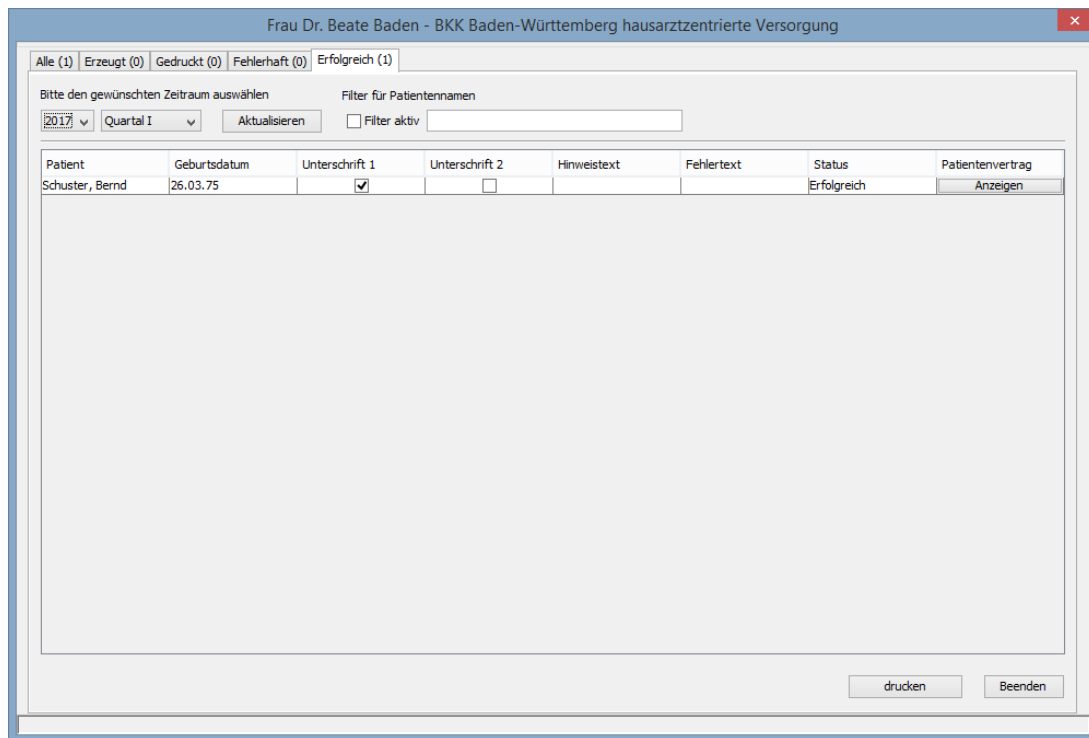 Frau Dr. Beate Baden - BKK Baden-Württemberg hausarztzentrierte Versorgung
Alle (1) Erzeugt (0) Gedruckt (0) Fehlerhaft (0) Erfolgreich (1)
Bitte den gewünschten Zeitraum auswählen Filter für Patientennamen
2017 Quartal I Aktualisieren Filter aktiv
Patient Geburtsdatum Unterschrift 1 Unterschrift 2 Hinweistext Fehlertext Status Patientenvertrag
Schuster, Bernd 26.03.75 Erfolgreich Anzeigen
drucken Beenden